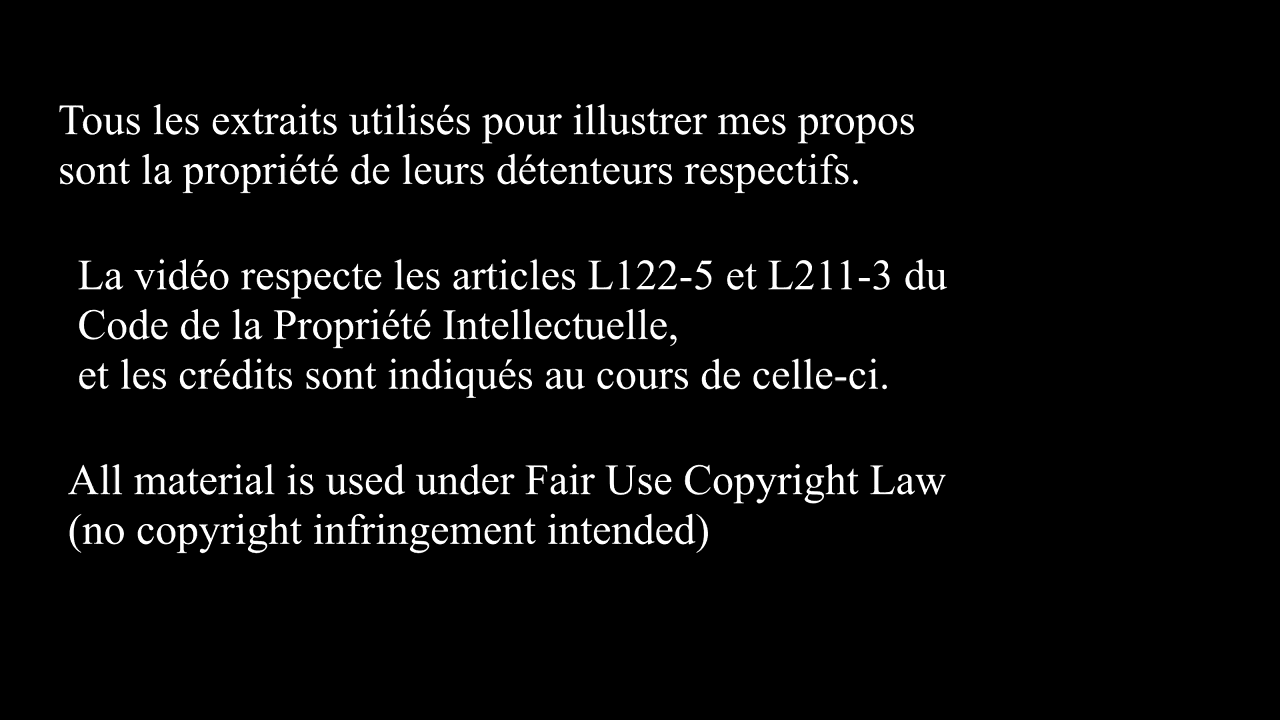 Tous les extraits utilisés pour illustrer mes propos
sont la propriété de leurs détenteurs respectifs.
La vidéo respecte les articles L122-5 et L211-3 du
Code de la Propriété Intellectuelle,
et les crédits sont indiqués au cours de celle-ci.
All material is used under Fair Use Copyright Law
(no copyright infringement intended)